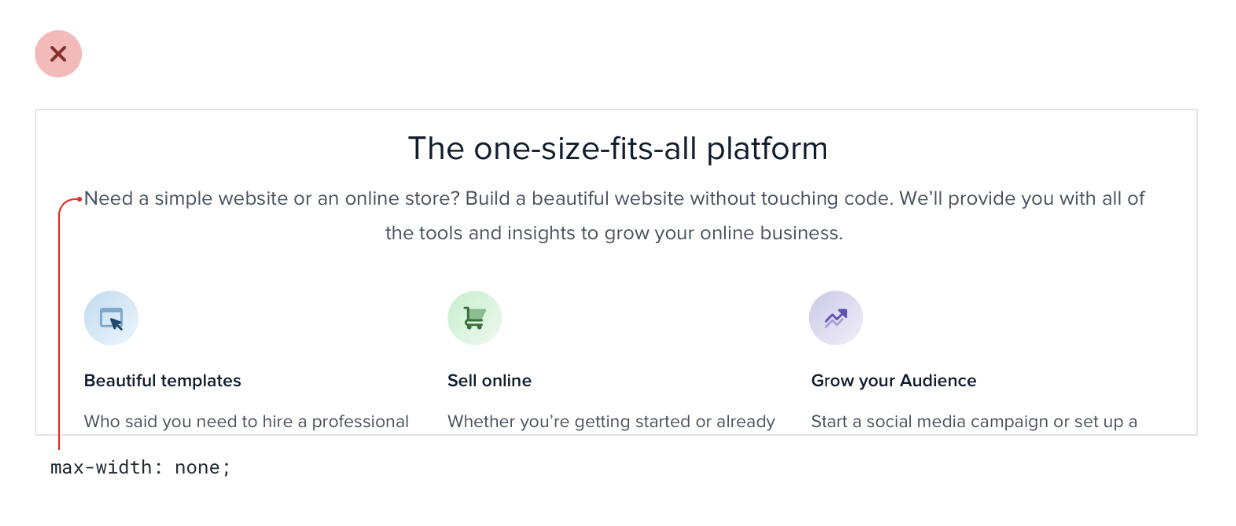 The one-size-fits-all platform
Need a simple website or an online store? Build a beautiful website without touching code. We’ll provide you with all of
the tools and insights to grow your online business.
Beautiful templates
Sell online
Grow your Audience
Who said you need to hire a professional
Whether you’re getting started or already
Start a social media campaign or set up a
max-width: none;